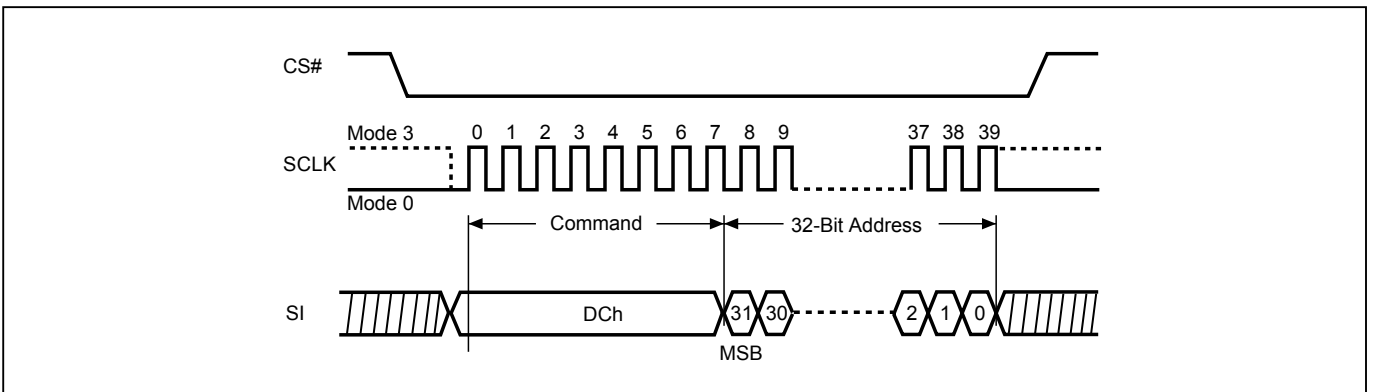 CS#
Mode 3 0 1 2 3 4 5 6 7 8 9 37 38 39
SCLK
Mode 0
Command 32-Bit Address
SI DCh 31 30 2 1 0
MSB